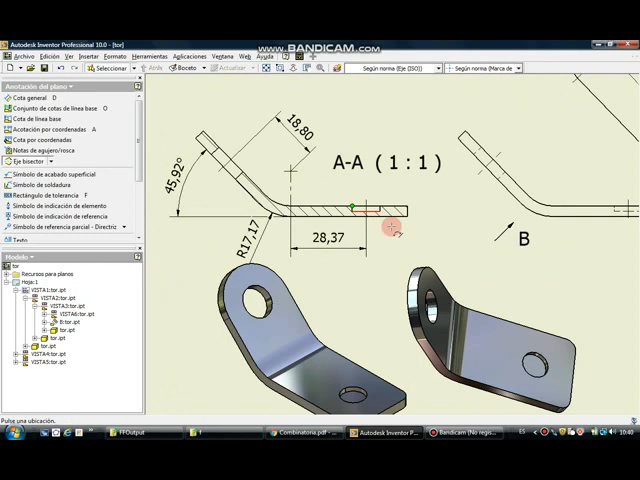 www.BANDICAM.com
Autodesk Inventor Professional 10.0 - [tor]
Archivo Edición Ver Insertar Formato Herramientas Aplicaciones Ventana Web Ayuda
Seleccionar Boceto Actualizar Según norma (Eje (ISO)) Según norma (Marca de
Anotación del plano
Cota general D
Conjunto de cotas de línea base O
Cota de línea base
Acotación por coordenadas A
Cota por coordenadas
Notas de agujero/rosca
Eje bisector
Símbolo de acabado superficial
Símbolo de soldadura
Rectángulo de tolerancia F
Símbolo de indicación de elemento
Símbolo de indicación de referencia
Símbolo de referencia parcial - Directriz
Texto
Modelo
tor
Recursos para planos
Hoja:1
VISTA1:tor.ipt
VISTA2:tor.ipt
VISTA3:tor.ipt
VISTA6:tor.ipt
B:tor.ipt
tor.ipt
tor.ipt
tor.ipt
VISTA4:tor.ipt
VISTA5:tor.ipt
18,80
A-A ( 1 : 1 )
45,92°
R17,17
28,37
B
Pulse una ubicación.
FFOutput
f
Combinatoria.pdf - ...
Autodesk Inventor P...
Bandicam (No regis...
ES
10:40